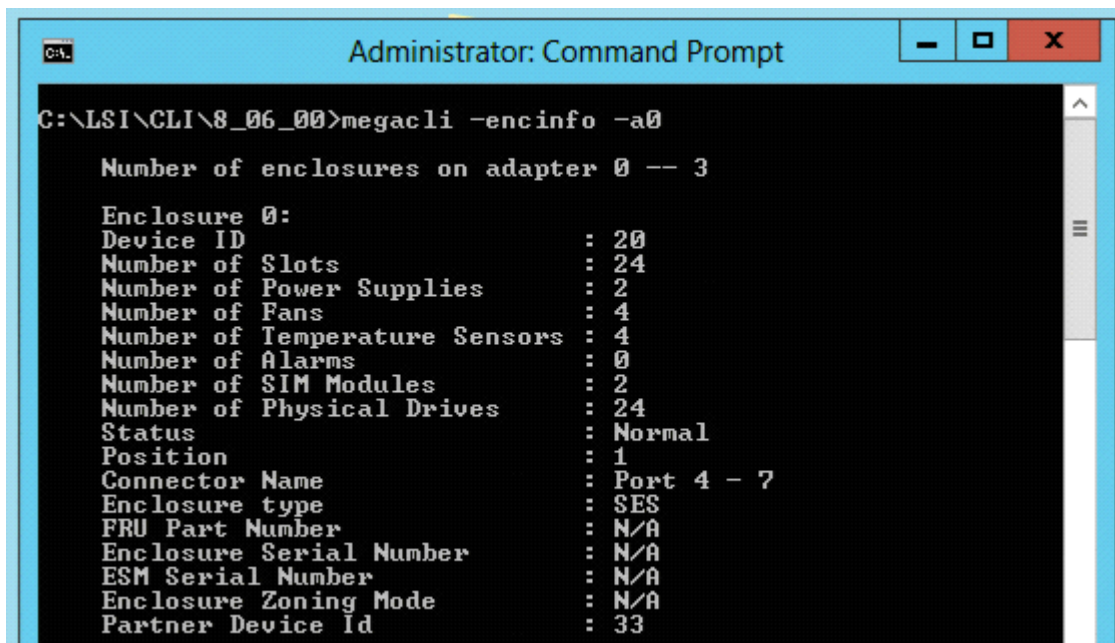 C:\.
Administrator: Command Prompt
C:\LSI\CLI\8_06_00>megacli -encinfo -a0
Number of enclosures on adapter 0 -- 3
Enclosure 0:
Device ID : 20
Number of Slots : 24
Number of Power Supplies : 2
Number of Fans : 4
Number of Temperature Sensors : 4
Number of Alarms : 0
Number of SIM Modules : 2
Number of Physical Drives : 24
Status : Normal
Position : 1
Connector Name : Port 4 - 7
Enclosure type : SES
FRU Part Number : N/A
Enclosure Serial Number : N/A
ESM Serial Number : N/A
Enclosure Zoning Mode : N/A
Partner Device Id : 33